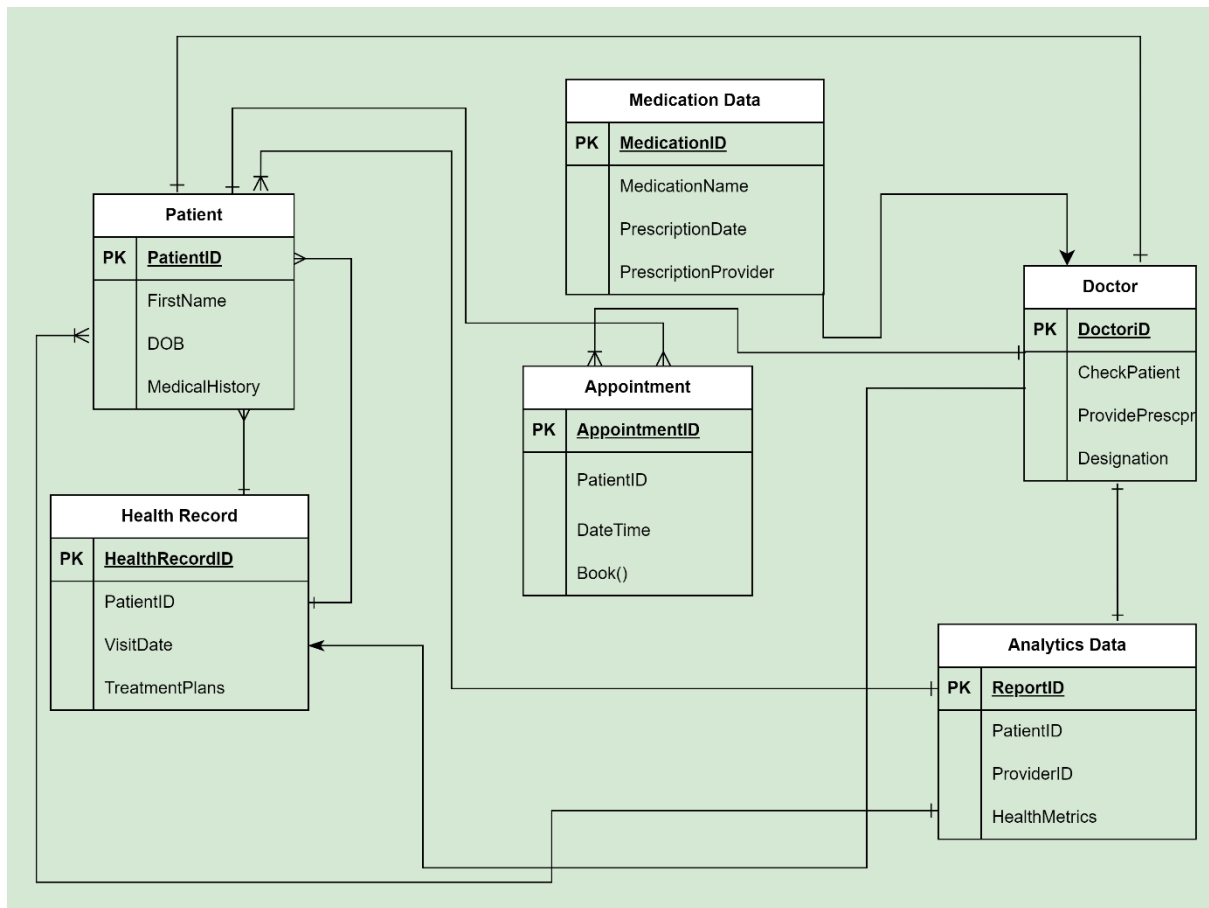 Medication Data
PK MedicationID
MedicationName
PrescriptionDate
PrescriptionProvider
Patient
PK PatientID
FirstName
DOB
MedicalHistory
Doctor
PK DoctoriD
CheckPatient
ProvidePrescpr
Designation
Appointment
PK AppointmentID
PatientID
DateTime
Book()
Health Record
PK HealthRecordID
PatientID
VisitDate
TreatmentPlans
Analytics Data
PK ReportID
PatientID
ProviderID
HealthMetrics